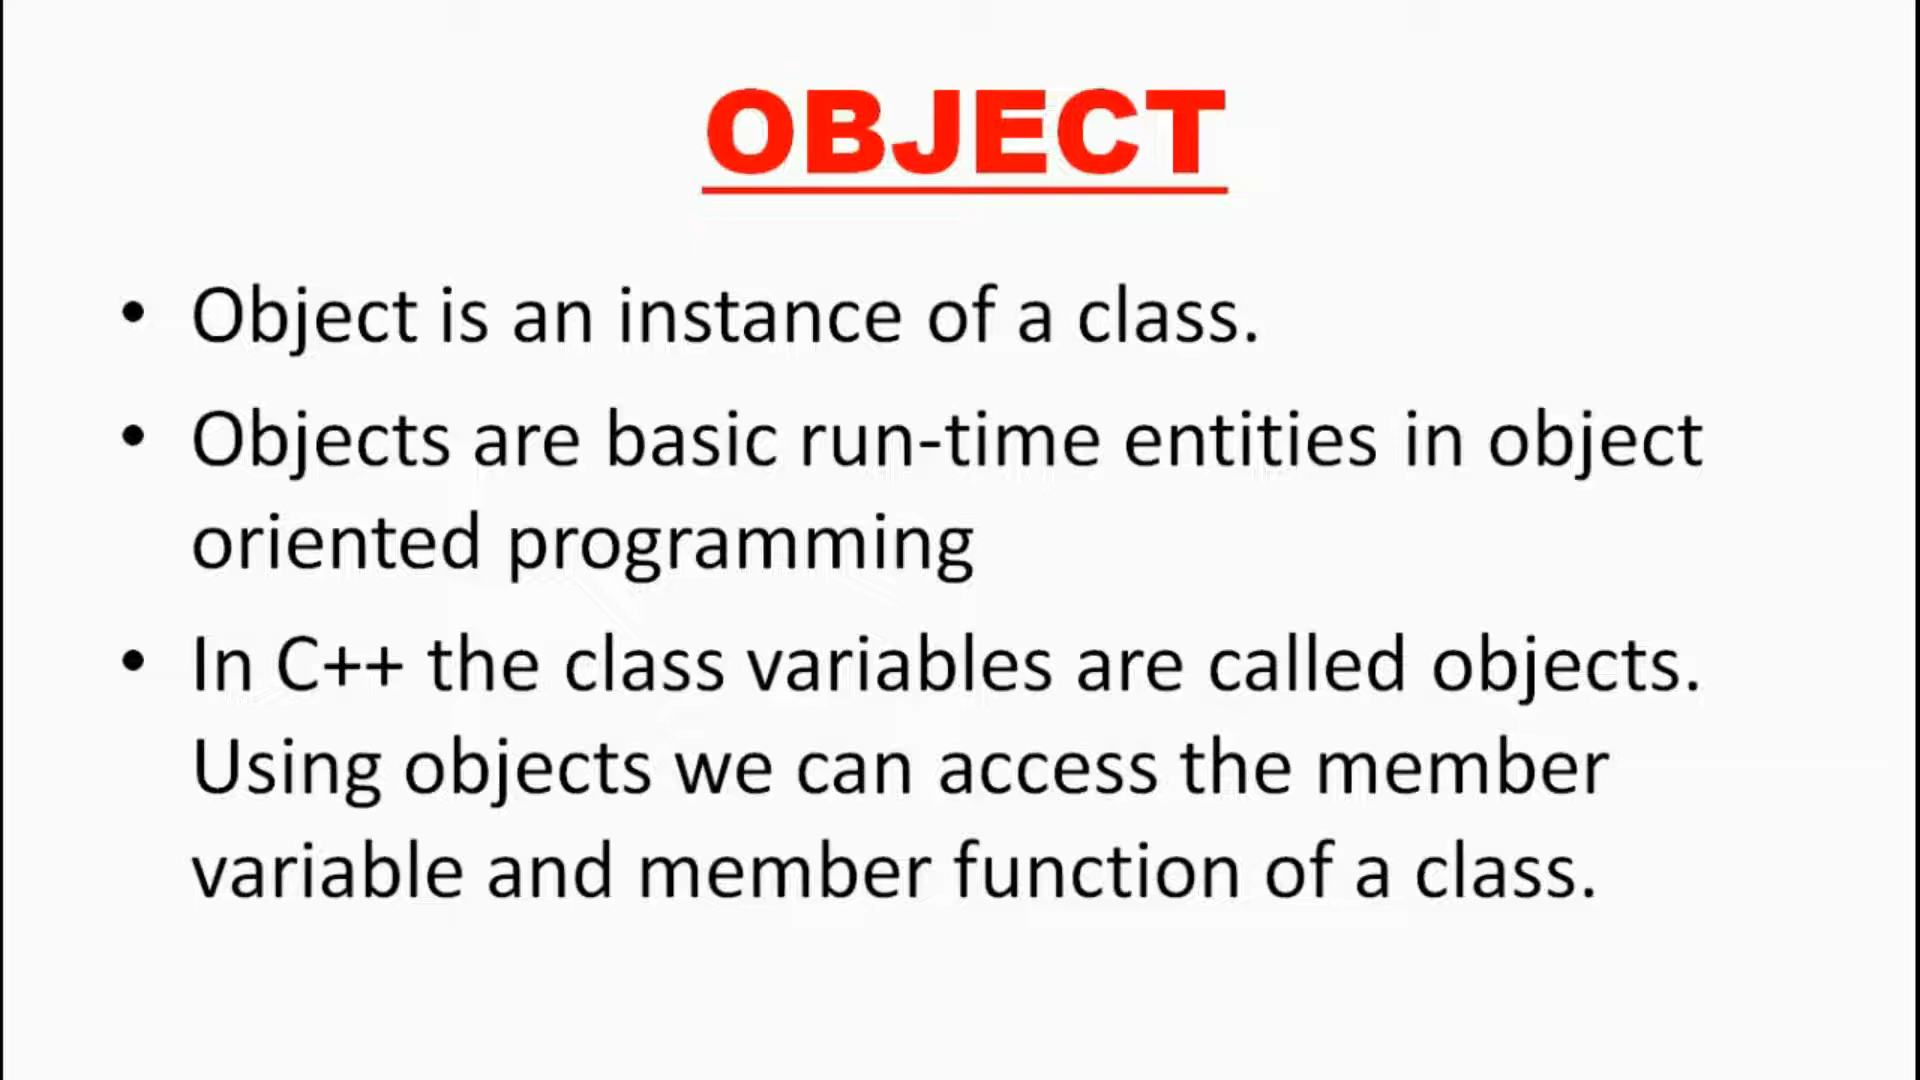 OBJECT
• Object is an instance of a class.
• Objects are basic run-time entities in object
oriented programming
• In C++ the class variables are called objects.
Using objects we can access the member
variable and member function of a class.